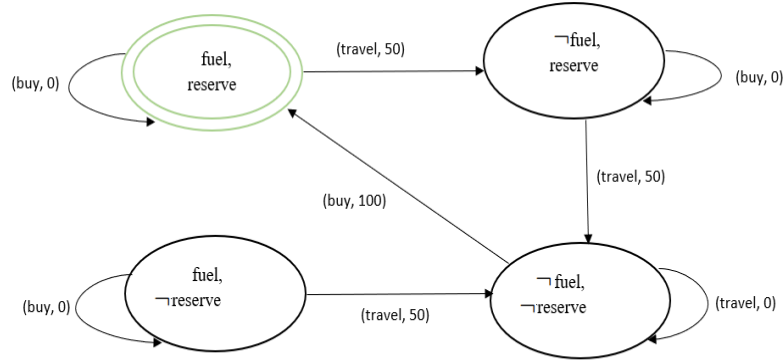 fuel,
reserve
(travel, 50)
¬fuel,
reserve
(buy, 0)
(buy, 0)
(travel, 50)
(buy, 100)
fuel,
¬reserve
(buy, 0)
(travel, 50)
¬ fuel,
¬reserve
(travel, 0)